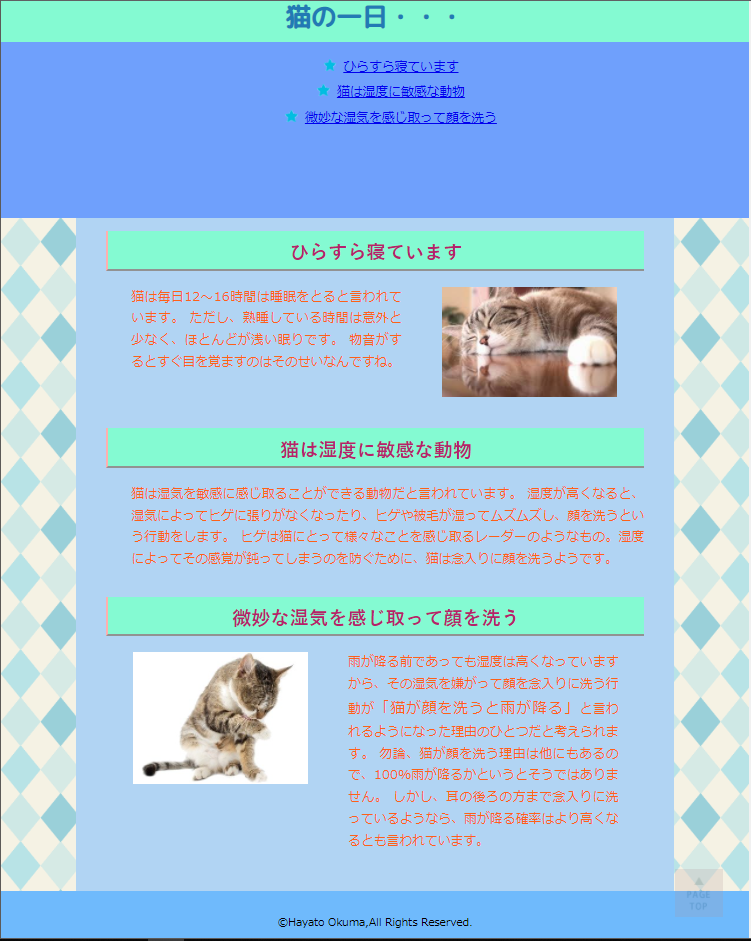 猫の一日・・・
ひらすら寝ています
猫は湿度に敏感な動物
微妙な湿気を感じ取って顔を洗う
ひらすら寝ています
猫は毎日12～16時間は睡眠をとると言われて
います。 ただし、熟睡している時間は意外と
少なく、ほとんどが浅い眠りです。 物音がす
るとすぐ目を覚ますのはそのせいなんですね。
猫は湿度に敏感な動物
猫は湿気を敏感に感じ取ることができる動物だと言われています。 湿度が高くなると、
湿気によってヒゲに張りがなくなったり、ヒゲや被毛が湿ってムズムズし、顔を洗うとい
う行動をします。 ヒゲは猫にとって様々なことを感じ取るレーダーのようなもの。湿度
によってその感覚が鈍ってしまうのを防ぐために、猫は念入りに顔を洗うようです。
微妙な湿気を感じ取って顔を洗う
雨が降る前であっても湿度は高くなっています
から、その湿気を嫌がって顔を念入りに洗う行
動が「猫が顔を洗うと雨が降る」と言わ
れるようになった理由のひとつだと考えられま
す。 勿論、猫が顔を洗う理由は他にもあるの
で、100%雨が降るかというとそうではありま
せん。 しかし、耳の後ろの方まで念入りに洗
っているようなら、雨が降る確率はより高くな
るとも言われています。
PAGE
TOP
©Hayato Okuma,All Rights Reserved.